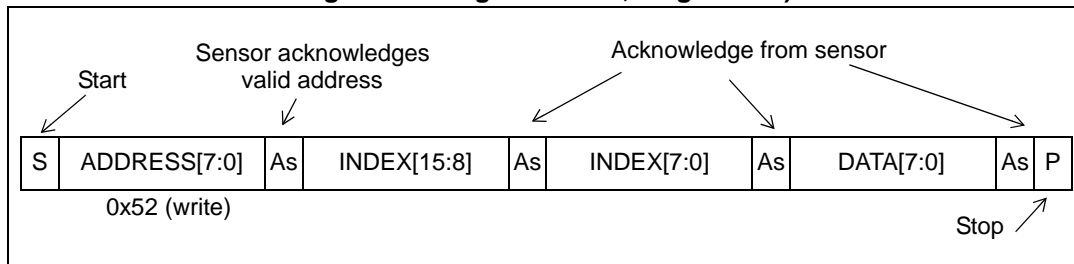 Sensor acknowledges
valid address
Acknowledge from sensor
Start
S ADDRESS[7:0] As INDEX[15:8] As INDEX[7:0] As DATA[7:0] As P
0x52 (write)
Stop